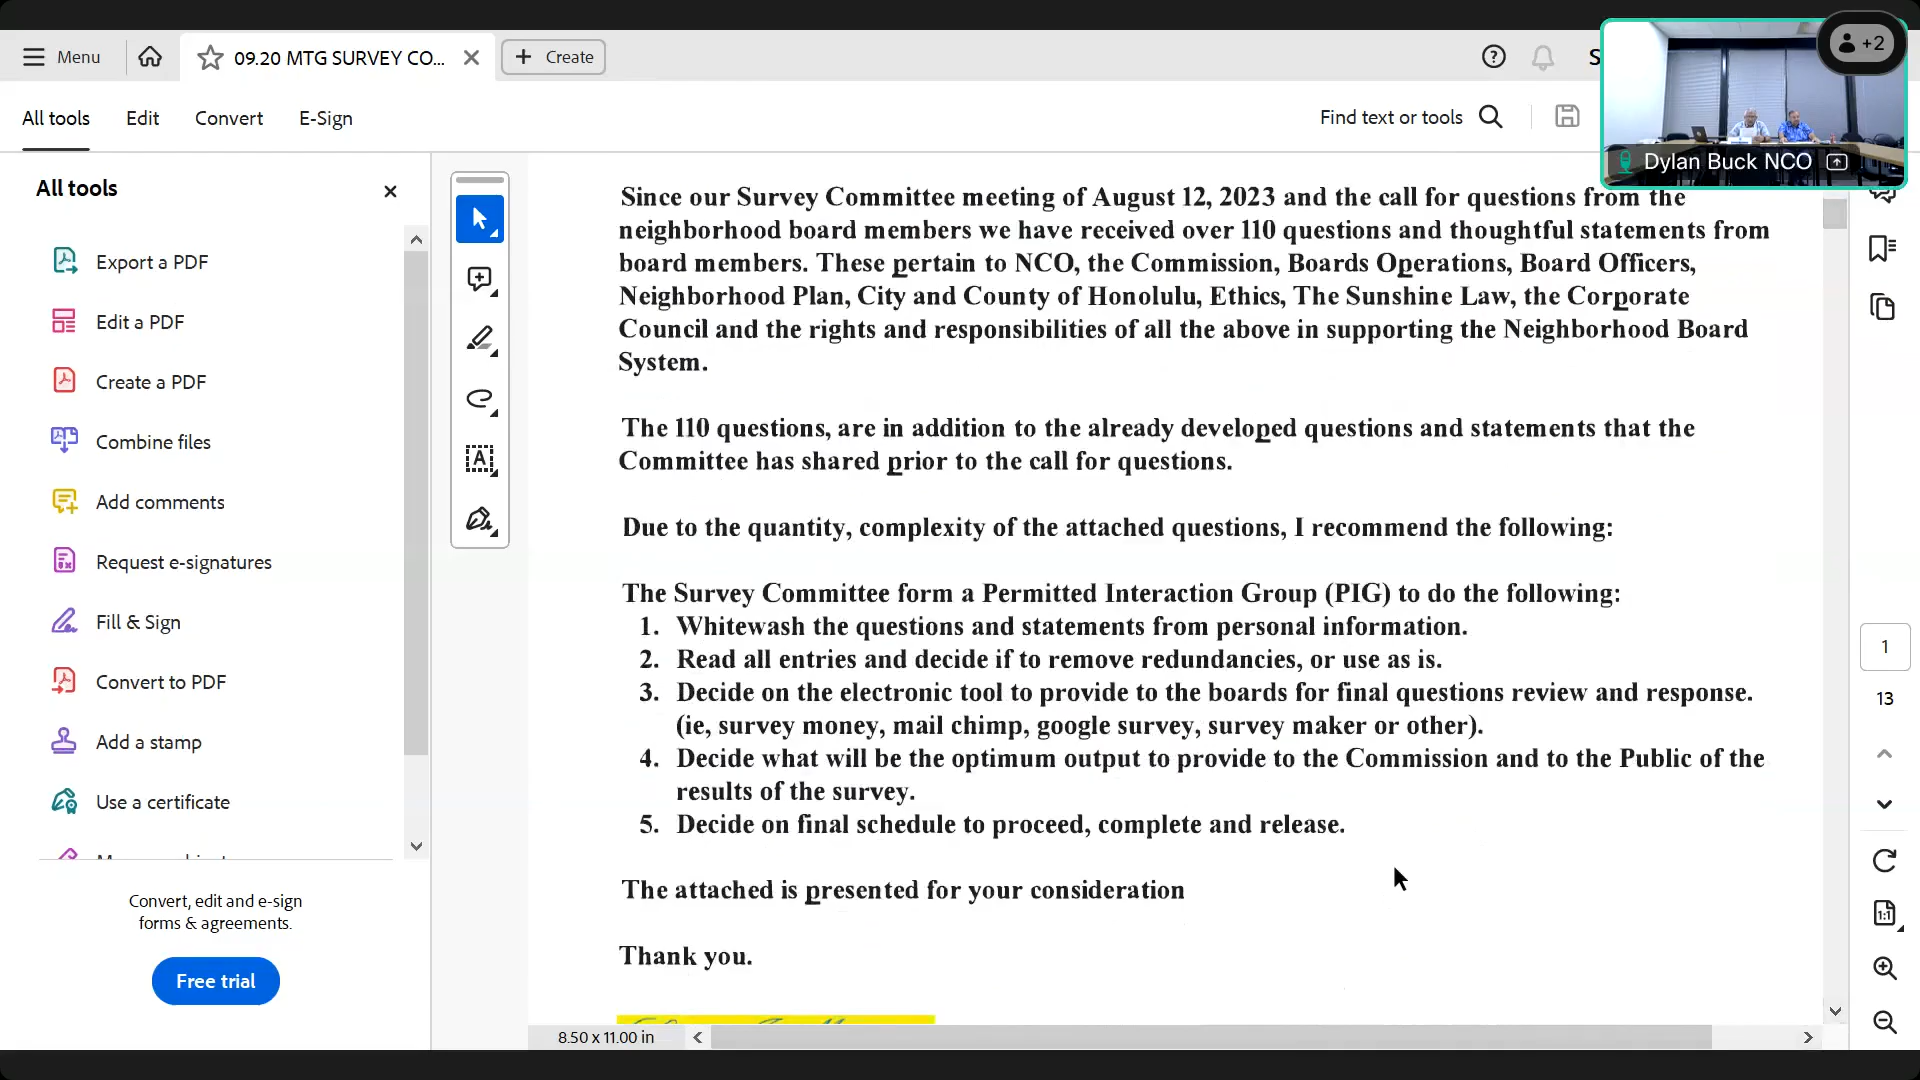 Menu
09.20 MTG SURVEY CO...
Create
+2
All tools
Edit
Convert
E-Sign
Find text or tools
Dylan Buck NCO
All tools
Export a PDF
Edit a PDF
Create a PDF
Combine files
Add comments
Request e-signatures
Fill & Sign
Convert to PDF
Add a stamp
Use a certificate
Convert, edit and e-sign
forms & agreements.
Free trial
Since our Survey Committee meeting of August 12, 2023 and the call for questions from the
neighborhood board members we have received over 110 questions and thoughtful statements from
board members. These pertain to NCO, the Commission, Boards Operations, Board Officers,
Neighborhood Plan, City and County of Honolulu, Ethics, The Sunshine Law, the Corporate
Council and the rights and responsibilities of all the above in supporting the Neighborhood Board
System.
The 110 questions, are in addition to the already developed questions and statements that the
Committee has shared prior to the call for questions.
Due to the quantity, complexity of the attached questions, I recommend the following:
The Survey Committee form a Permitted Interaction Group (PIG) to do the following:
1. Whitewash the questions and statements from personal information.
2. Read all entries and decide if to remove redundancies, or use as is.
3. Decide on the electronic tool to provide to the boards for final questions review and response.
(ie, survey money, mail chimp, google survey, survey maker or other).
4. Decide what will be the optimum output to provide to the Commission and to the Public of the
results of the survey.
5. Decide on final schedule to proceed, complete and release.
The attached is presented for your consideration
Thank you.
8.50 x 11.00 in
1
13
1:1